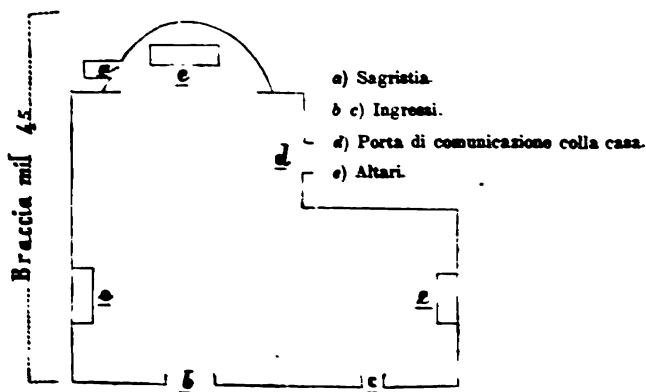 Braccia mil 45
a
e
a) Sagristia.
b c) Ingressi.
d) Porta di comunicazione colla casa.
e) Altari.
d
e
e
b
c